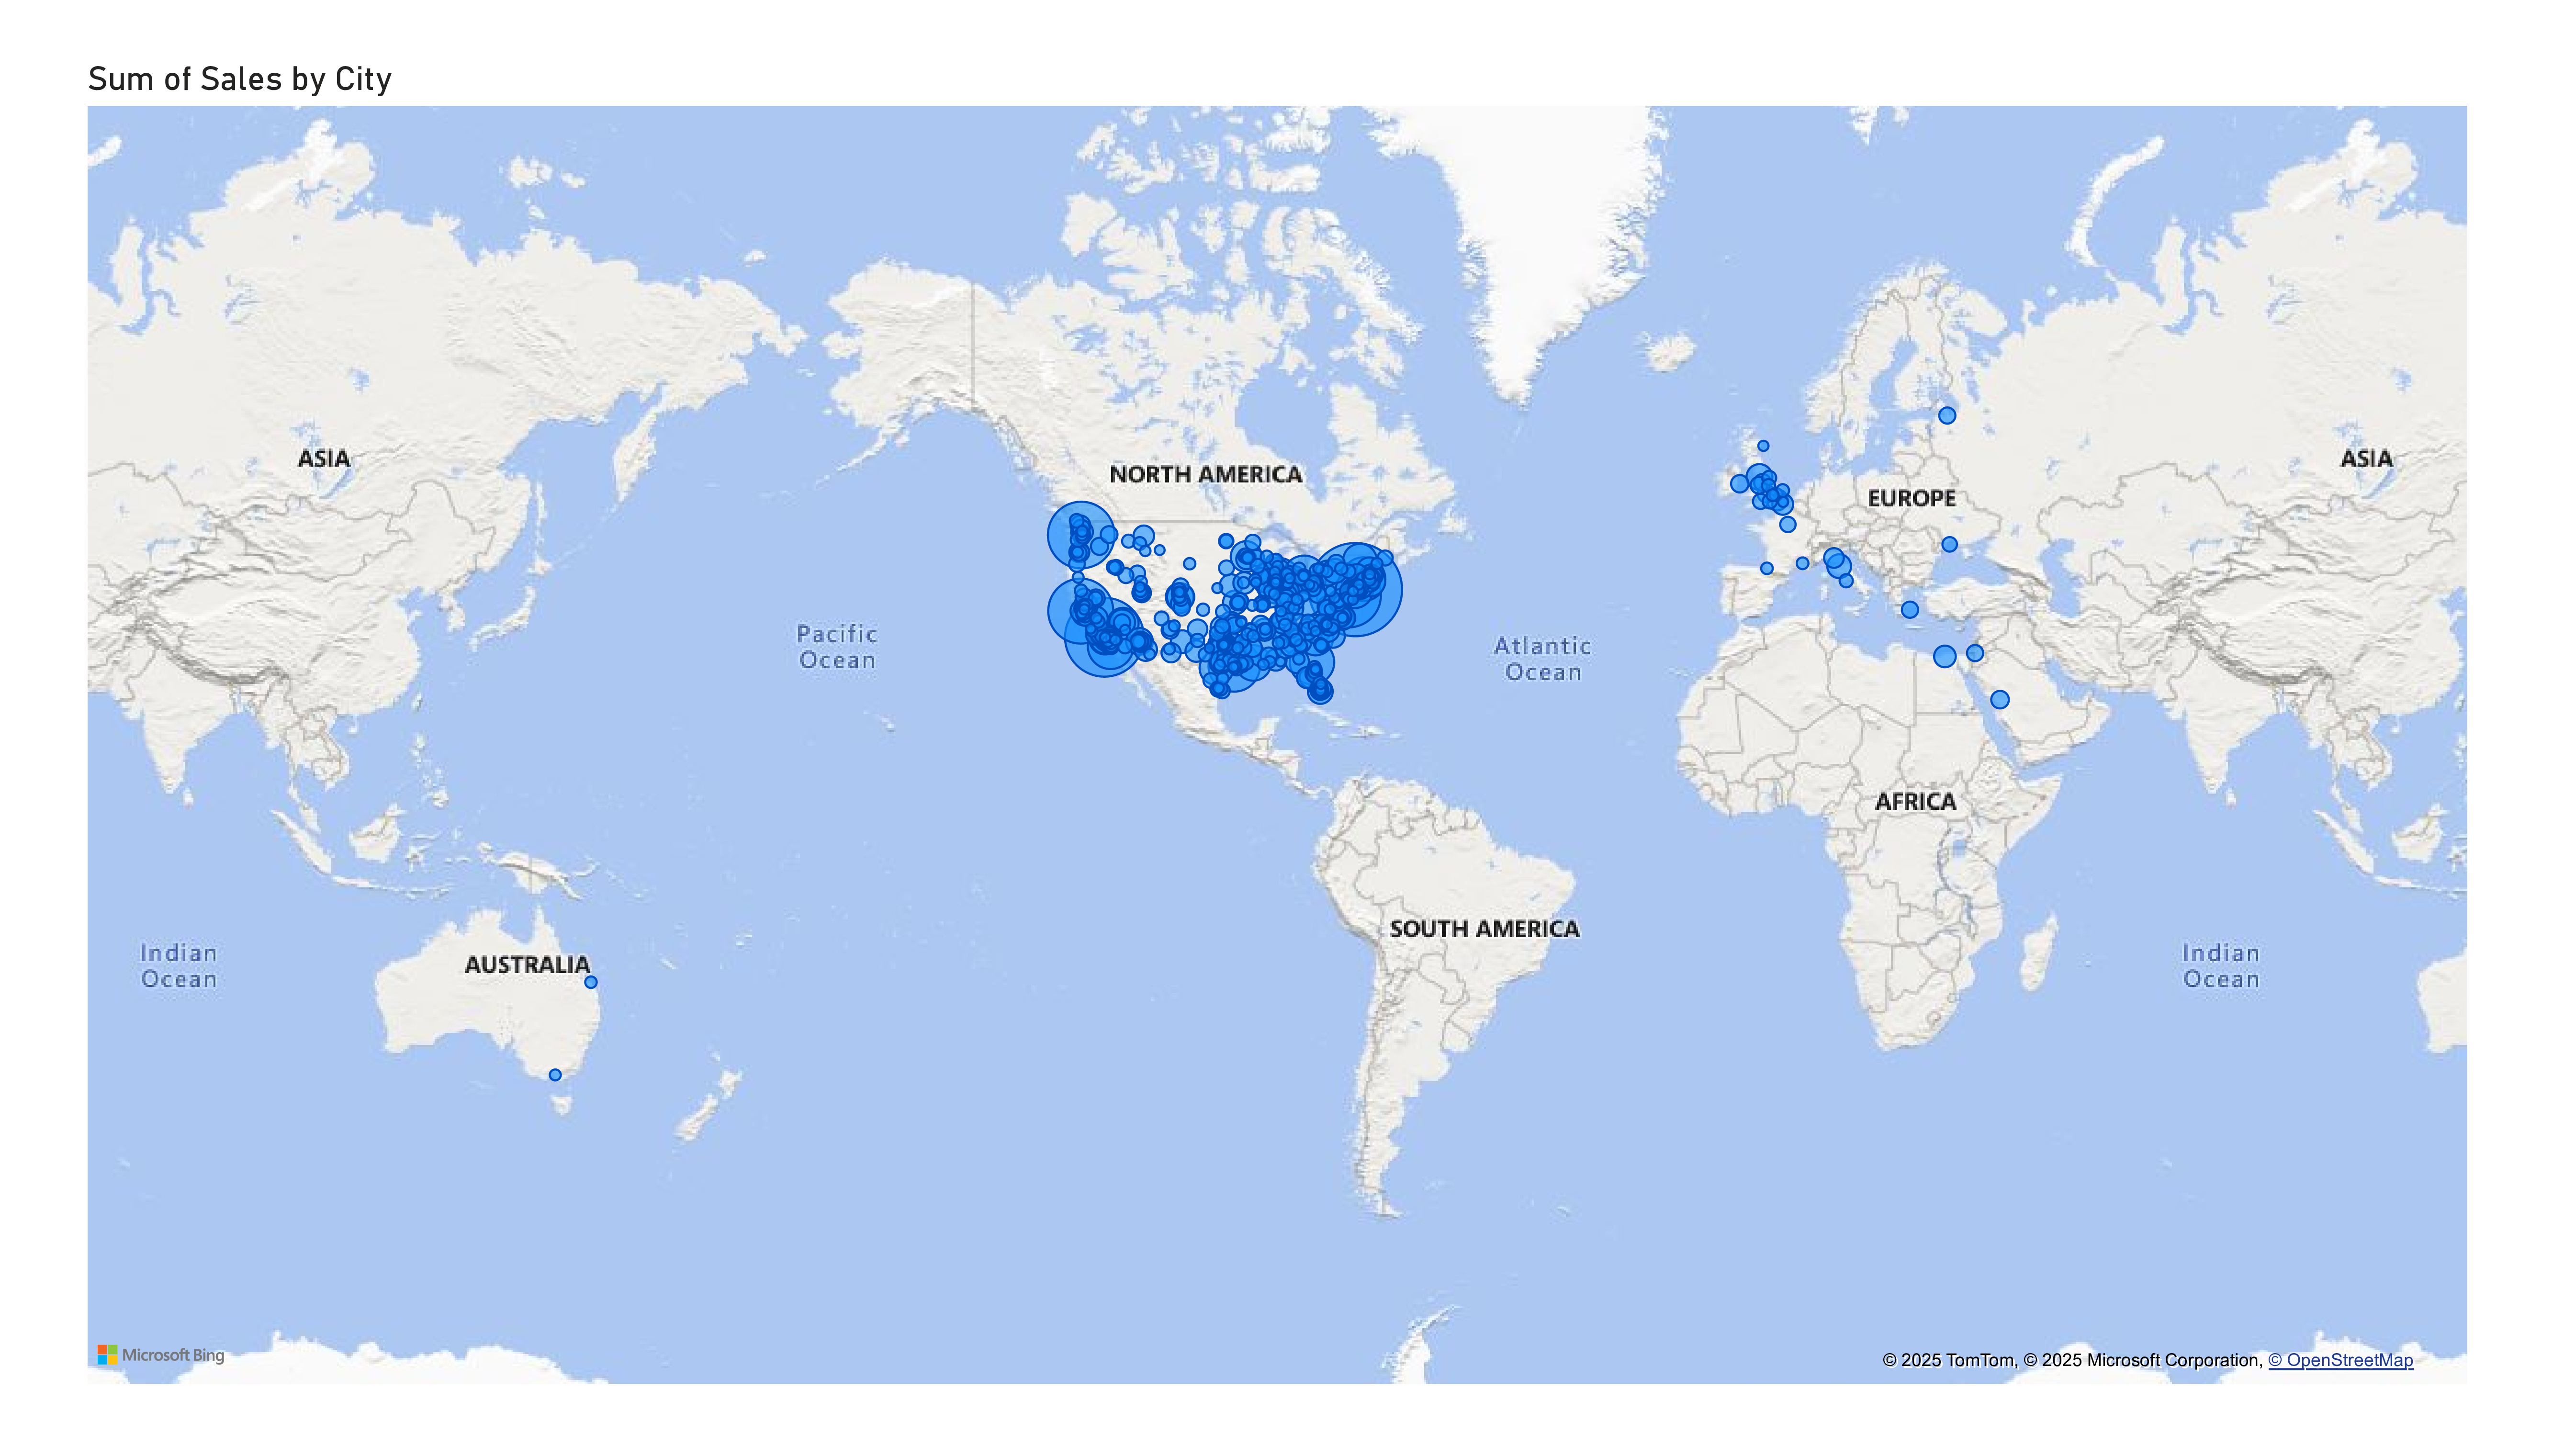 Sum of Sales by City
ASIA
NORTH AMERICA
EUROPE
ASIA
Pacific
Ocean
Atlantic
Ocean
AFRICA
SOUTH AMERICA
Indian
Ocean
AUSTRALIA
Indian
Ocean
Microsoft Bing
© 2025 TomTom, © 2025 Microsoft Corporation, © OpenStreetMap